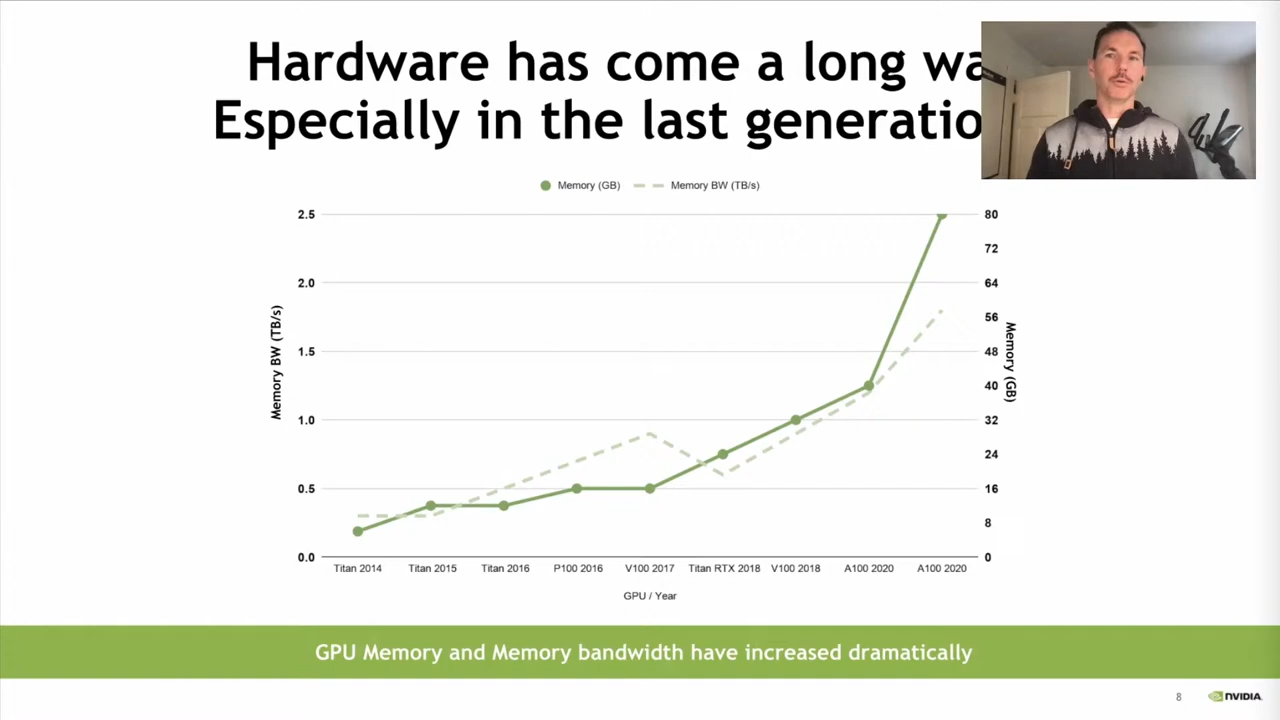 Hardware has come a long wa
Especially in the last generatio
Memory (GB) Memory BW (TB/s)
2.5
2.0
1.5
1.0
0.5
0.0
Memory BW (TB/s)
80
72
64
56
48
40
32
24
16
8
0
Memory (GB)
Titan 2014 Titan 2015 Titan 2016 P100 2016 V100 2017 Titan RTX 2018 V100 2018 A100 2020 A100 2020
GPU / Year
GPU Memory and Memory bandwidth have increased dramatically
8 NVIDIA.